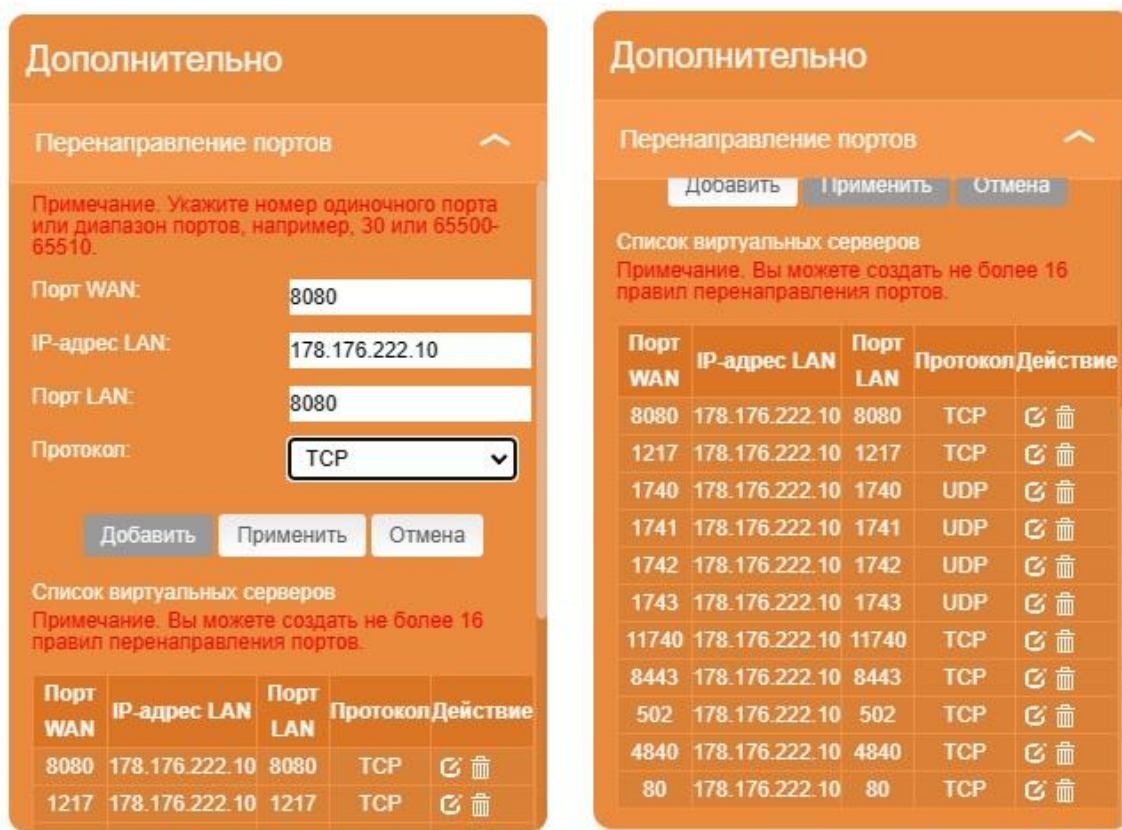 Дополнительно
Перенаправление портов
Примечание. Укажите номер одиночного порта
или диапазон портов, например, 30 или 65500-
65510.
Порт WAN: 8080
IP-адрес LAN: 178.176.222.10
Порт LAN: 8080
Протокол: TCP
Добавить Применить Отмена
Список виртуальных серверов
Примечание. Вы можете создать не более 16
правил перенаправления портов.
Порт WAN IP-адрес LAN Порт LAN Протокол Действие
8080 178.176.222.10 8080 TCP
1217 178.176.222.10 1217 TCP
Дополнительно
Перенаправление портов
Добавить Применить Отмена
Список виртуальных серверов
Примечание. Вы можете создать не более 16
правил перенаправления портов.
Порт WAN IP-адрес LAN Порт LAN Протокол Действие
8080 178.176.222.10 8080 TCP
1217 178.176.222.10 1217 TCP
1740 178.176.222.10 1740 UDP
1741 178.176.222.10 1741 UDP
1742 178.176.222.10 1742 UDP
1743 178.176.222.10 1743 UDP
11740 178.176.222.10 11740 TCP
8443 178.176.222.10 8443 TCP
502 178.176.222.10 502 TCP
4840 178.176.222.10 4840 TCP
80 178.176.222.10 80 TCP